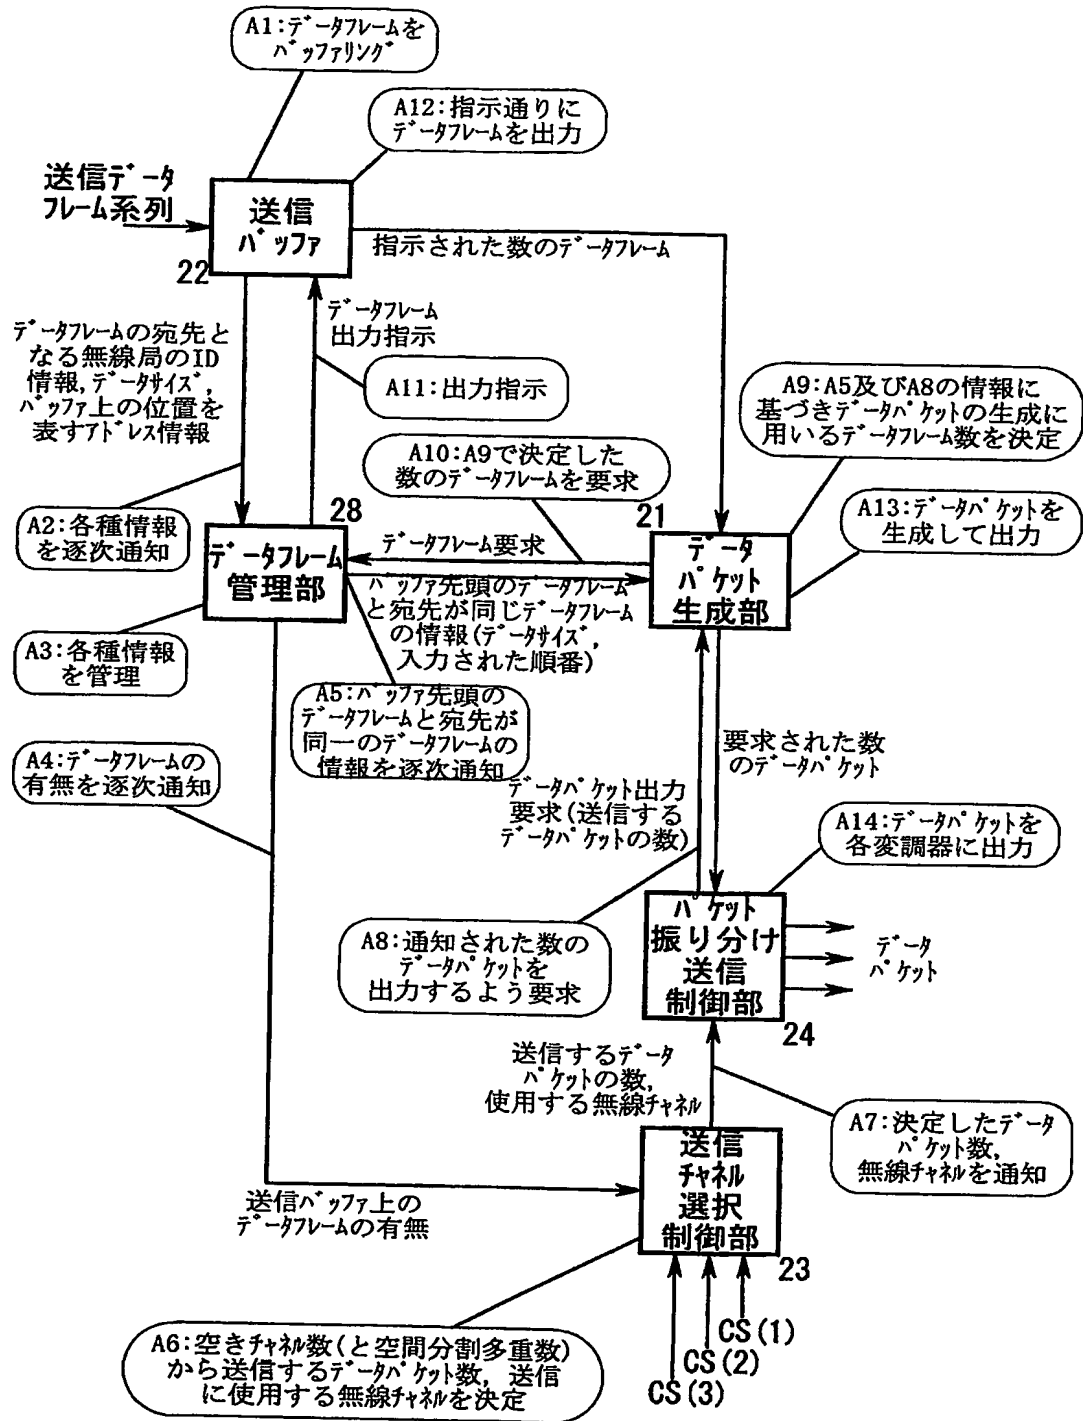 A1:データフレームを
バッファリング
A12:指示通りに
データフレームを出力
送信データ
フレーム系列
送信
バッファ
22
指示された数のデータフレーム
データフレーム
出力指示
データフレームの宛先と
なる無線局のID
情報,データサイズ,
バッファ上の位置を
表すアドレス情報
A11:出力指示
A9:A5及びA8の情報に
基づきデータパケットの生成に
用いるデータフレーム数を決定
A10:A9で決定した
数のデータフレームを要求
A2:各種情報
を逐次通知
28
21
A13:データパケットを
生成して出力
データフレーム
管理部
データフレーム要求
データ
パケット
生成部
バッファ先頭のデータフレーム
と宛先が同じデータフレーム
の情報(データサイズ,
入力された順番)
A3:各種情報
を管理
A5:バッファ先頭の
データフレームと宛先が
同一のデータフレームの
情報を逐次通知
A4:データフレームの
有無を逐次通知
要求された数
のデータパケット
データパケット出力
要求(送信する
データパケットの数)
A14:データパケットを
各変調器に出力
A8:通知された数の
データパケットを
出力するよう要求
パケット
振り分け
送信
制御部
24
データ
パケット
送信するデータ
パケットの数,
使用する無線チャネル
A7:決定したデータ
パケット数,
無線チャネルを通知
送信バッファ上の
データフレームの有無
送信
チャネル
選択
制御部
23
CS(1)
CS(2)
CS(3)
A6:空きチャネル数(と空間分割多重数)
から送信するデータパケット数, 送信
に使用する無線チャネルを決定